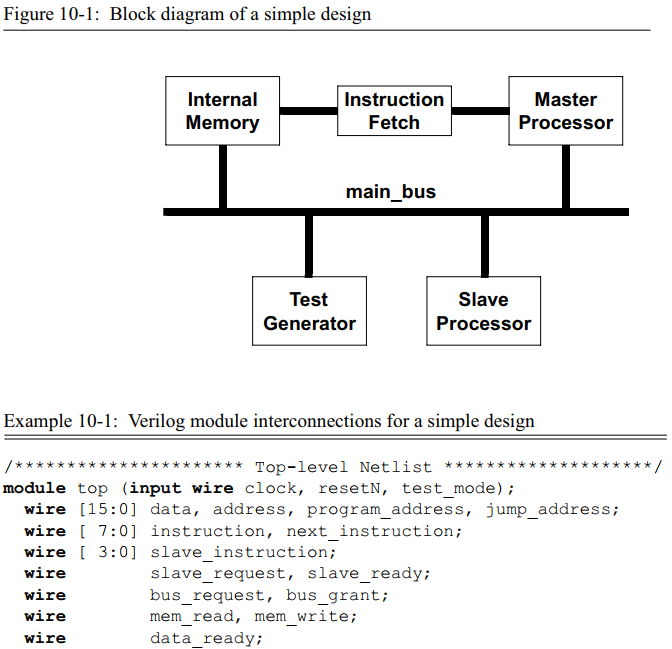 Figure 10-1:  Block diagram of a simple design
Internal
Memory
Instruction
Fetch
Master
Processor
main_bus
Test
Generator
Slave
Processor
Example 10-1:  Verilog module interconnections for a simple design
/********************** Top-level Netlist ********************/
module top (input wire clock, resetN, test_mode);
  wire [15:0] data, address, program_address, jump_address;
  wire [ 7:0] instruction, next_instruction;
  wire [ 3:0] slave_instruction;
  wire        slave_request, slave_ready;
  wire        bus_request, bus_grant;
  wire        mem_read, mem_write;
  wire        data_ready;